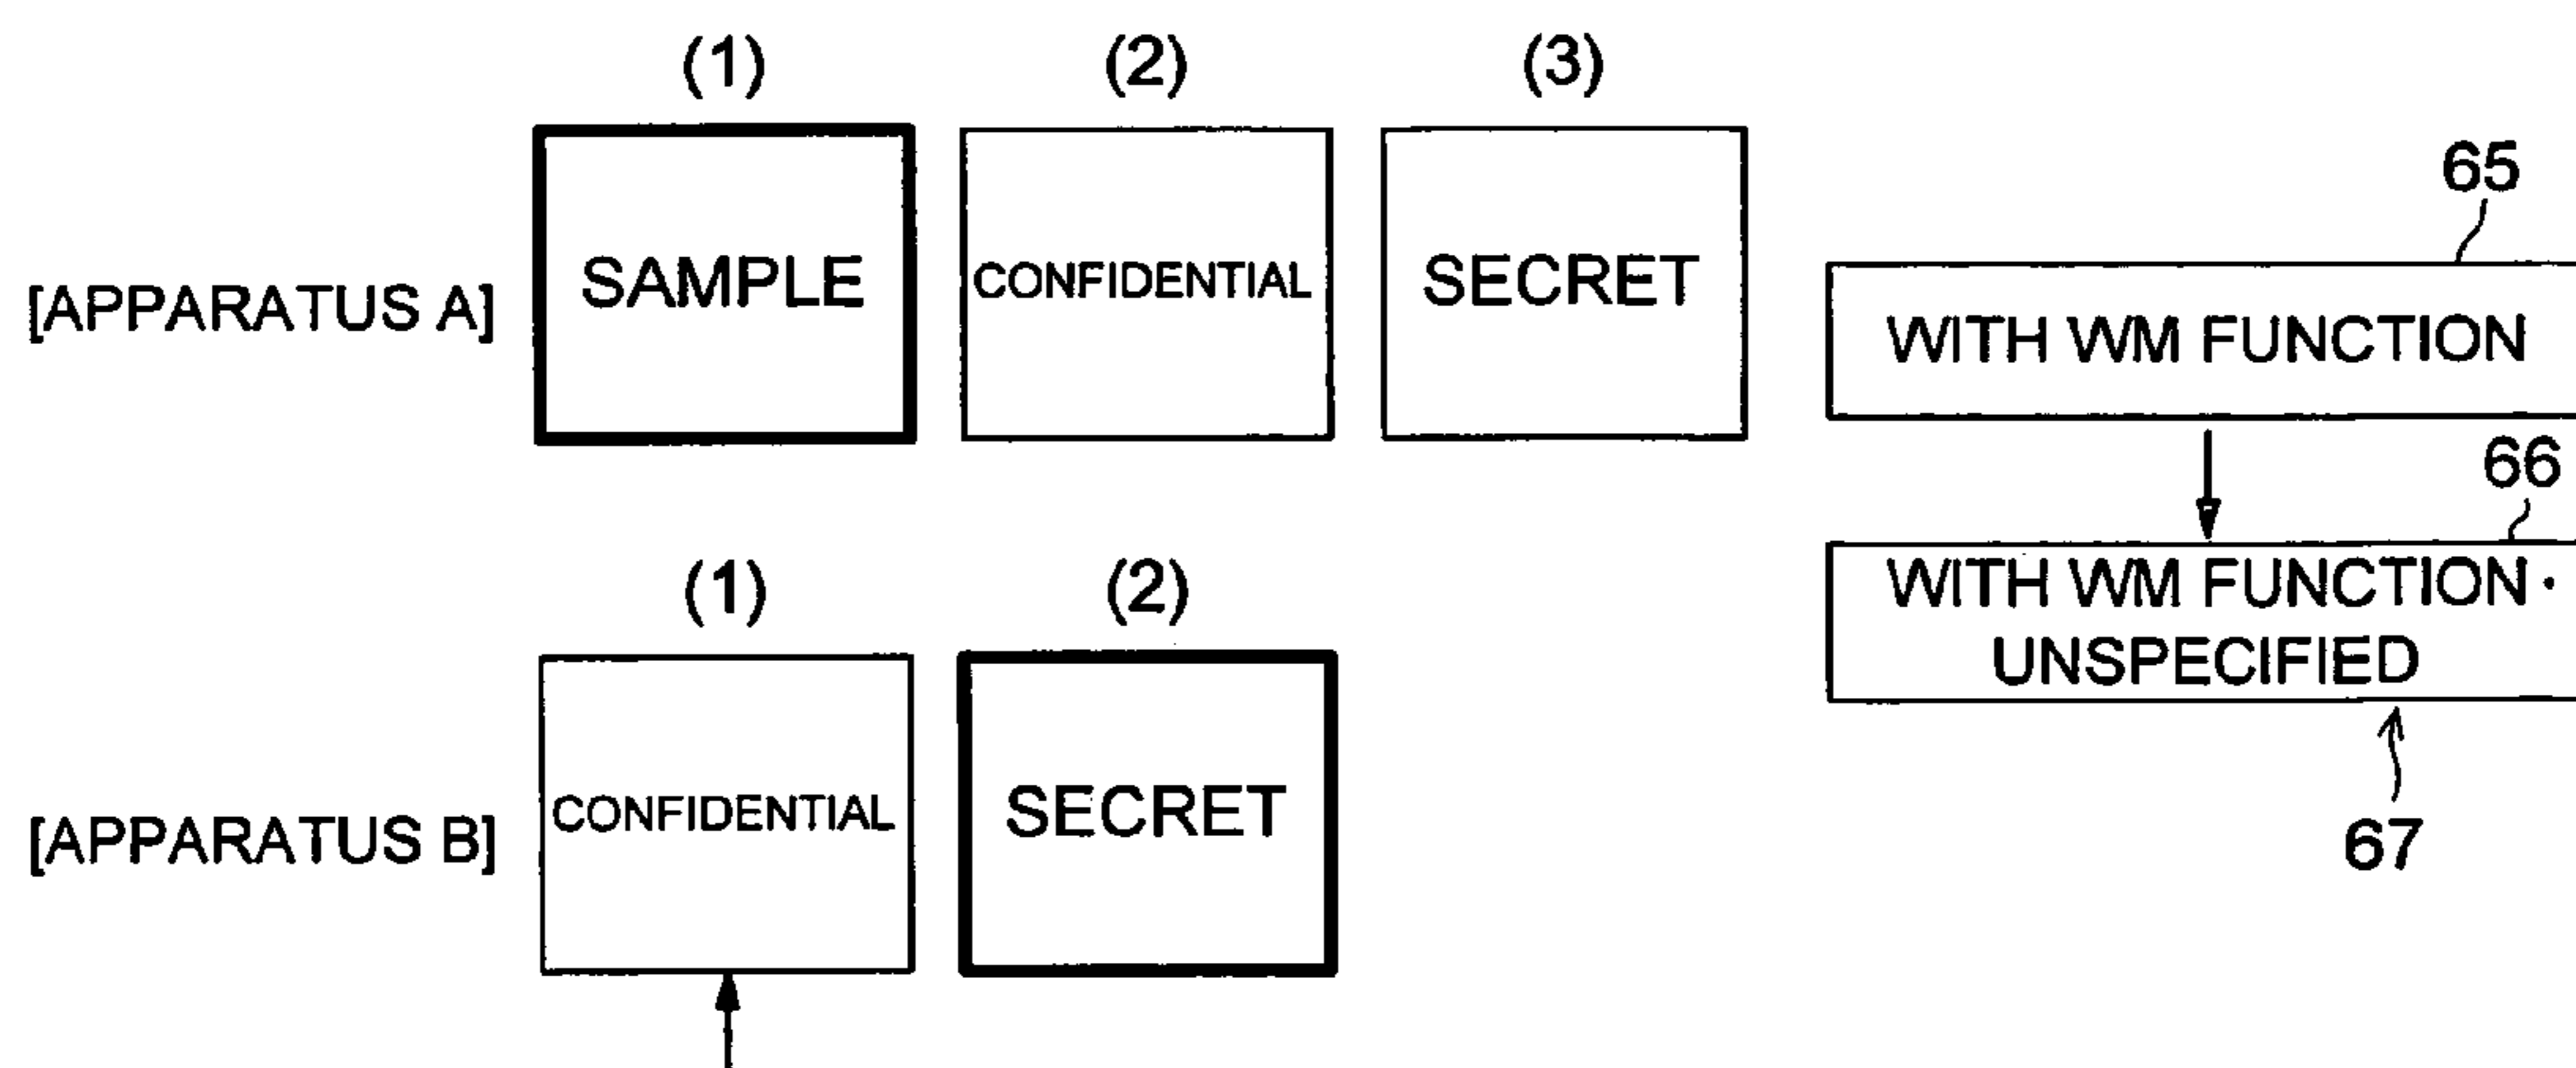 (1) (2) (3)
[APPARATUS A] SAMPLE CONFIDENTIAL SECRET
65
WITH WM FUNCTION
66
WITH WM FUNCTION·
UNSPECIFIED
67
(1) (2)
[APPARATUS B] CONFIDENTIAL SECRET